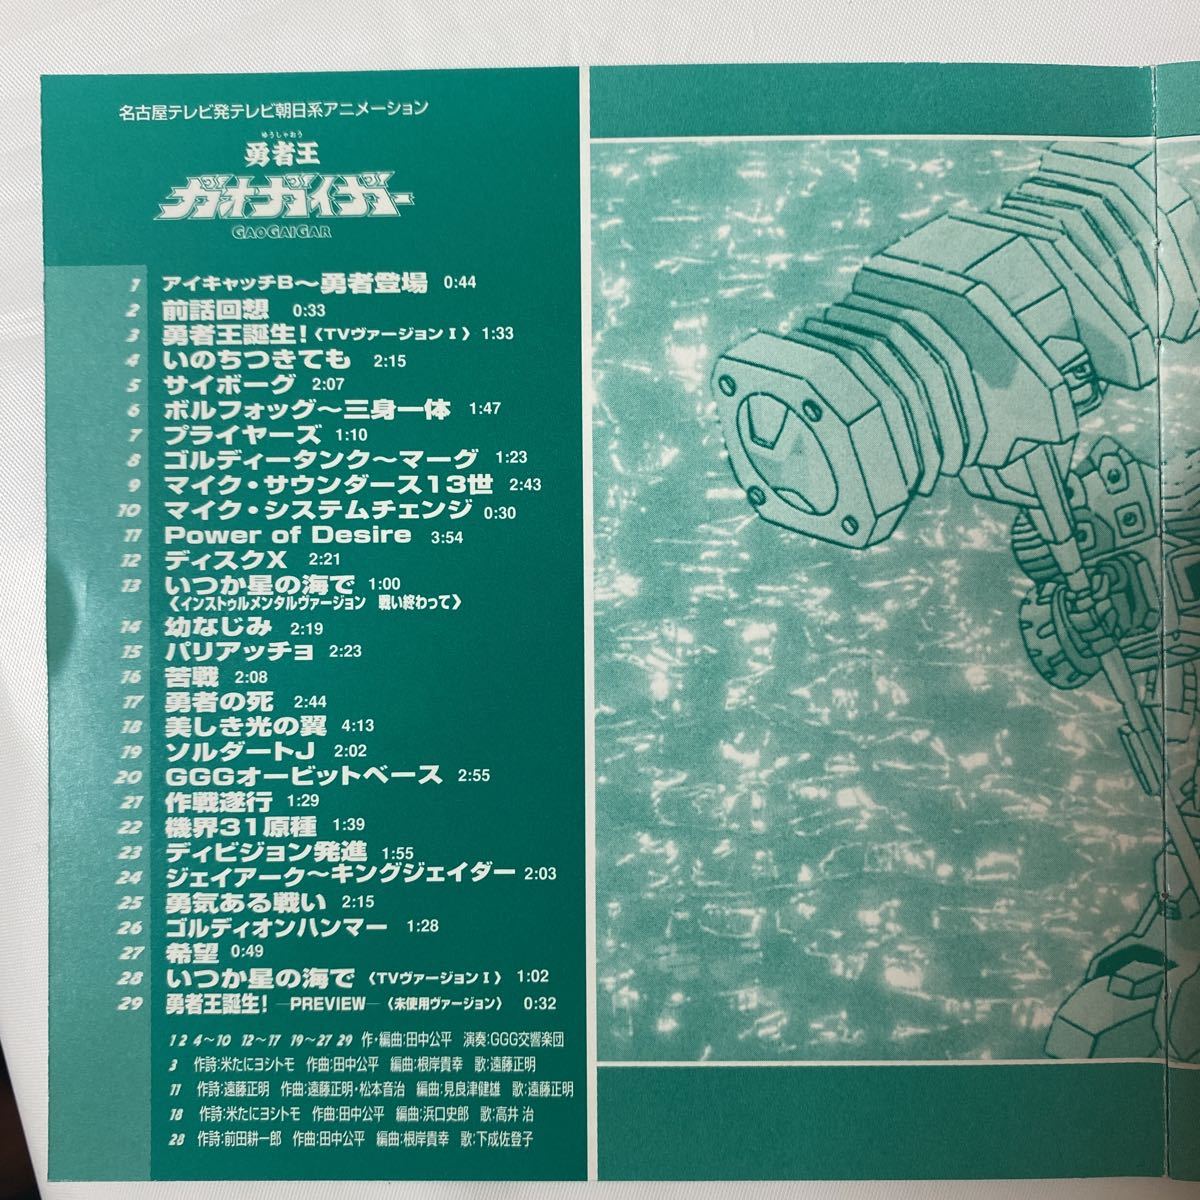 名古屋テレビ発テレビ朝日系アニメーション
ゆうしゃおう
勇者王
ガオガイガー
GAOGAIGAR
1 アイキャッチB〜勇者登場 0:44
2 前話回想 0:33
3 勇者王誕生!〈TVヴァージョンⅠ〉 1:33
4 いのちつきても 2:15
5 サイボーグ 2:07
6 ボルフォッグ〜三身一体 1:47
7 プライヤーズ 1:10
8 ゴルディータンク〜マーグ 1:23
9 マイク・サウンダース13世 2:43
10 マイク・システムチェンジ 0:30
11 Power of Desire 3:54
12 ディスクX 2:21
13 いつか星の海で 1:00
《インストゥルメンタルヴァージョン 戦い終わって》
14 幼なじみ 2:19
15 パリアッチョ 2:23
16 苦戦 2:08
17 勇者の死 2:44
18 美しき光の翼 4:13
19 ソルダートJ 2:02
20 GGGオービットベース 2:55
21 作戦遂行 1:29
22 機界31原種 1:39
23 ディビジョン発進 1:55
24 ジェイアーク〜キングジェイダー 2:03
25 勇気ある戦い 2:15
26 ゴルディオンハンマー 1:28
27 希望 0:49
28 いつか星の海で 〈TVヴァージョンⅠ〉 1:02
29 勇者王誕生! —PREVIEW— 〈未使用ヴァージョン〉 0:32
1 2 4〜10 12〜17 19〜27 29 作・編曲:田中公平 演奏:GGG交響楽団
3 作詩:米たにヨシトモ 作曲:田中公平 編曲:根岸貴幸 歌:遠藤正明
11 作詩:遠藤正明 作曲:遠藤正明・松本音治 編曲:見良津健雄 歌:遠藤正明
18 作詩:米たにヨシトモ 作曲:田中公平 編曲:浜口史郎 歌:高井 治
28 作詩:前田耕一郎 作曲:田中公平 編曲:根岸貴幸 歌:下成佐登子